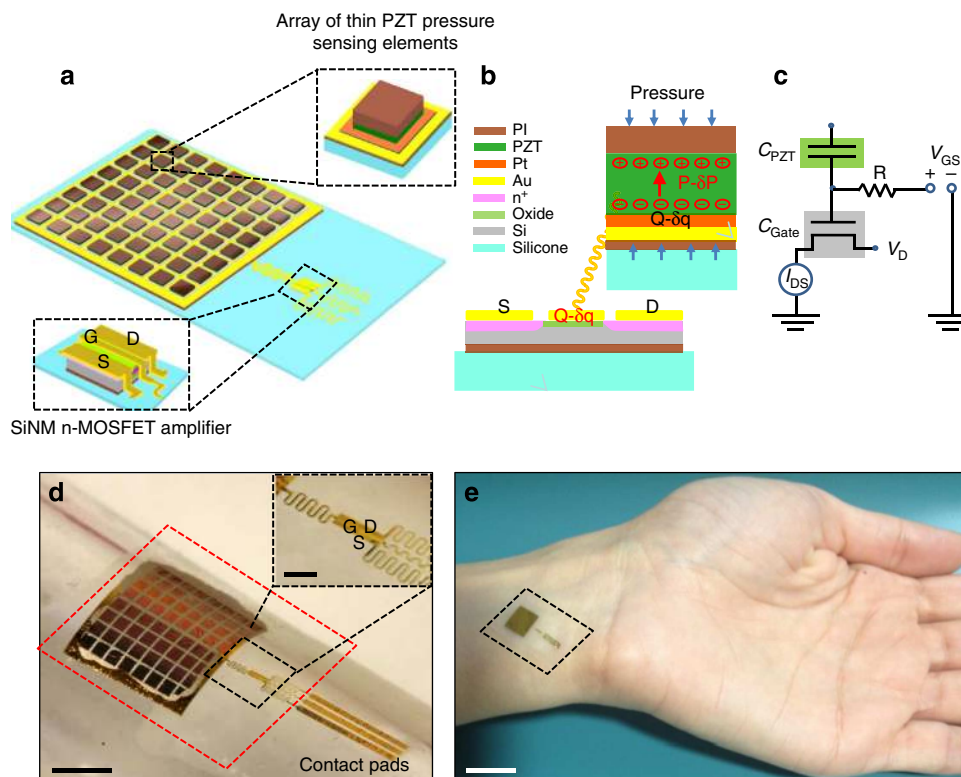 Array of thin PZT pressure
sensing elements
a
G
D
S
SiNM n-MOSFET amplifier
b
Pressure
PI
PZT
Pt
Au
n+
Oxide
Si
Silicone
P-δP
Q-δq
S
Q-δq
D
c
CPZT
R
VGS
+
−
CGate
VD
IDS
d
G D
S
Contact pads
e